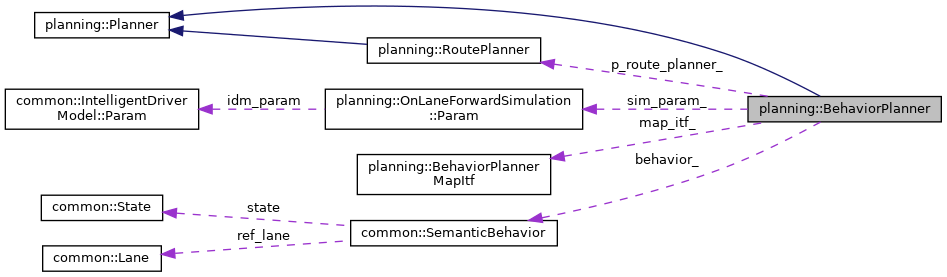 planning::Planner
planning::RoutePlanner
p_route_planner_
common::IntelligentDriver
Model::Param
idm_param
planning::OnLaneForwardSimulation
::Param
sim_param_
planning::BehaviorPlanner
map_itf_
planning::BehaviorPlanner
MapItf
behavior_
common::State
state
common::SemanticBehavior
ref_lane
common::Lane